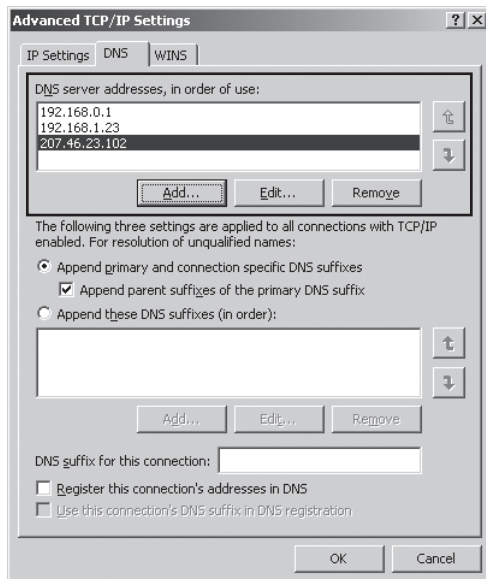 Advanced TCP/IP Settings
IP Settings DNS WINS
DNS server addresses, in order of use:
192.168.0.1
192.168.1.23
207.46.23.102
Add... Edit... Remove
The following three settings are applied to all connections with TCP/IP
enabled. For resolution of unqualified names:
Append primary and connection specific DNS suffixes
Append parent suffixes of the primary DNS suffix
Append these DNS suffixes (in order):
Add... Edit... Remove
DNS suffix for this connection:
Register this connection's addresses in DNS
Use this connection's DNS suffix in DNS registration
OK Cancel